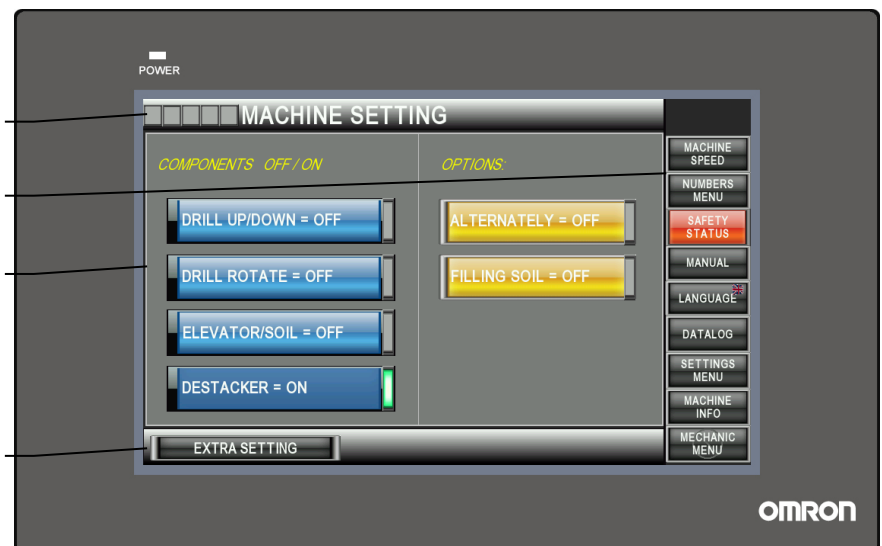 POWER
MACHINE SETTING
COMPONENTS OFF / ON
OPTIONS:
DRILL UP/DOWN = OFF
ALTERNATELY = OFF
DRILL ROTATE = OFF
FILLING SOIL = OFF
ELEVATOR/SOIL = OFF
DESTACKER = ON
EXTRA SETTING
MACHINE
SPEED
NUMBERS
MENU
SAFETY
STATUS
MANUAL
LANGUAGE
DATALOG
SETTINGS
MENU
MACHINE
INFO
MECHANIC
MENU
OMRON